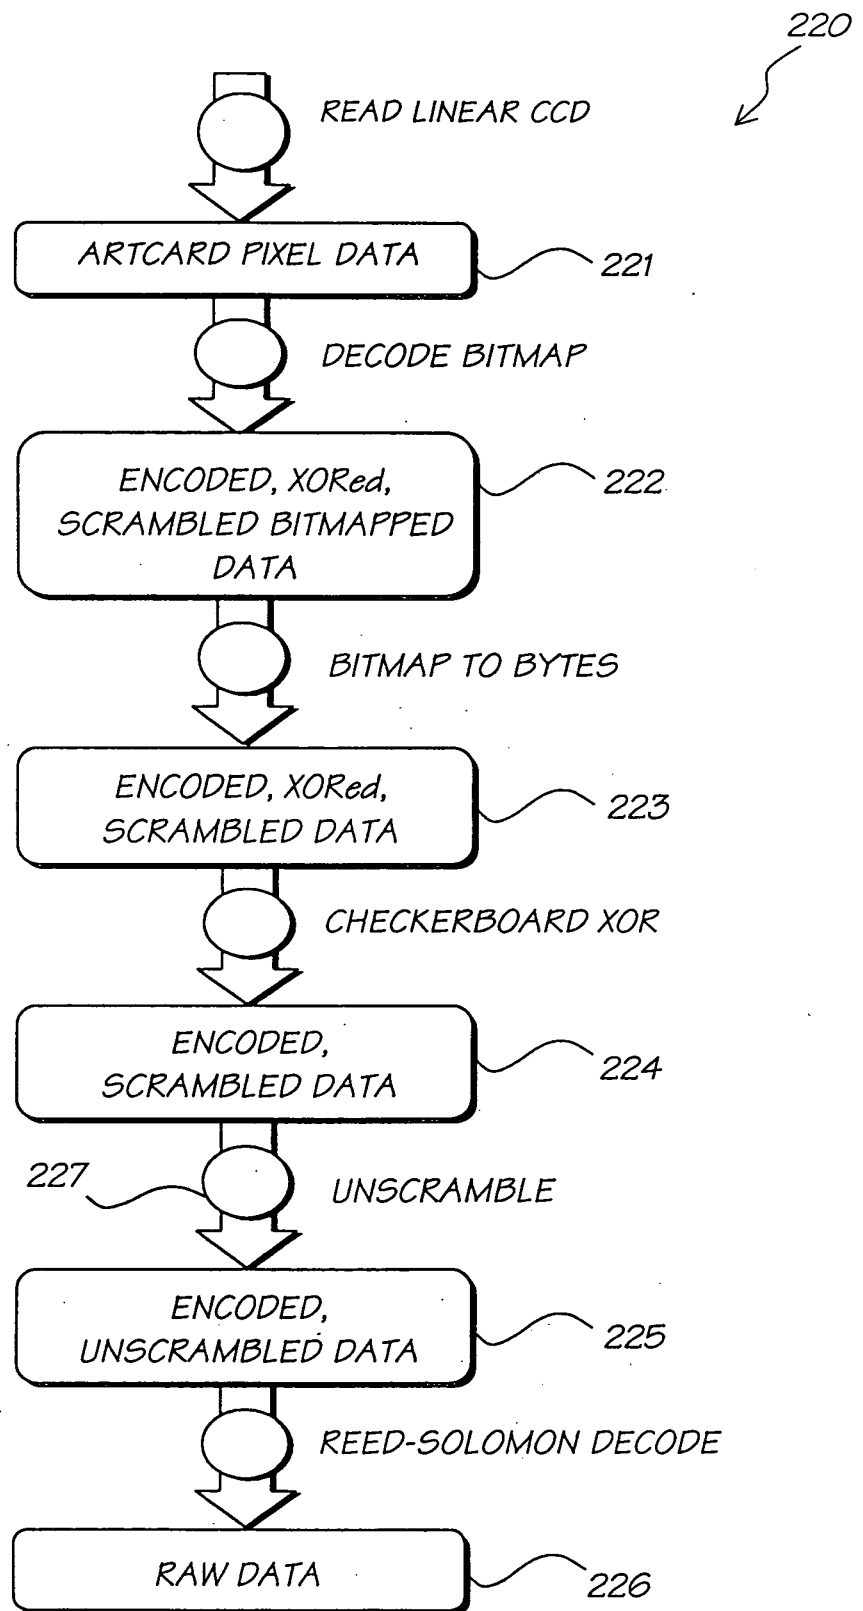 220
READ LINEAR CCD
ARTCARD PIXEL DATA
221
DECODE BITMAP
ENCODED, XORed,
SCRAMBLED BITMAPPED
DATA
222
BITMAP TO BYTES
ENCODED, XORed,
SCRAMBLED DATA
223
CHECKERBOARD XOR
ENCODED,
SCRAMBLED DATA
224
227
UNSCRAMBLE
ENCODED,
UNSCRAMBLED DATA
225
REED-SOLOMON DECODE
RAW DATA
226